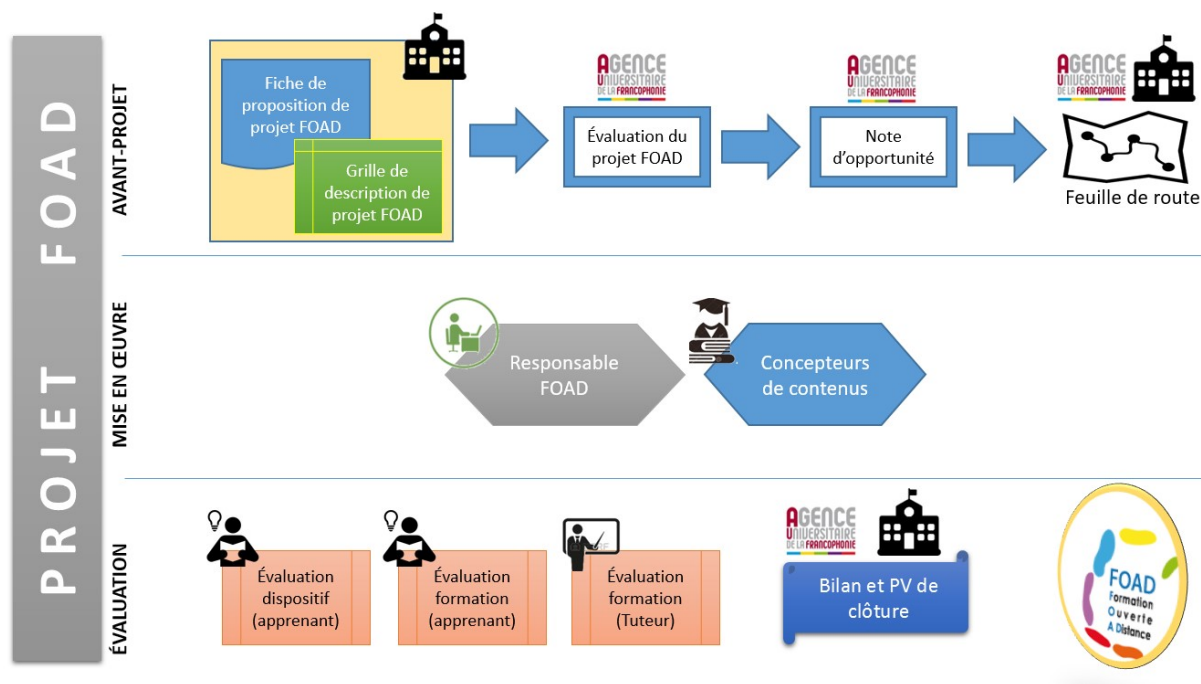 PROJET FOAD
AVANT-PROJET
Fiche de
proposition de
projet FOAD
Grille de
description de
projet FOAD
AGENCE
UNIVERSITAIRE
DE LA FRANCOPHONIE
Évaluation du
projet FOAD
AGENCE
UNIVERSITAIRE
DE LA FRANCOPHONIE
Note
d'opportunité
AGENCE
UNIVERSITAIRE
DE LA FRANCOPHONIE
Feuille de route
MISE EN ŒUVRE
Responsable
FOAD
Concepteurs
de contenus
ÉVALUATION
Évaluation
dispositif
(apprenant)
Évaluation
formation
(apprenant)
Évaluation
formation
(Tuteur)
AGENCE
UNIVERSITAIRE
DE LA FRANCOPHONIE
Bilan et PV de
clôture
FOAD
Formation
Ouverte
A Distance